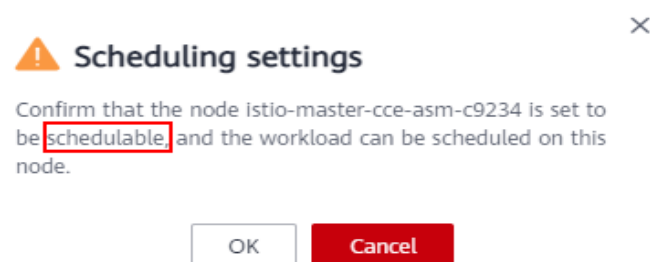 Scheduling settings
Confirm that the node istio-master-cce-asm-c9234 is set to
be schedulable, and the workload can be scheduled on this
node.
OK Cancel